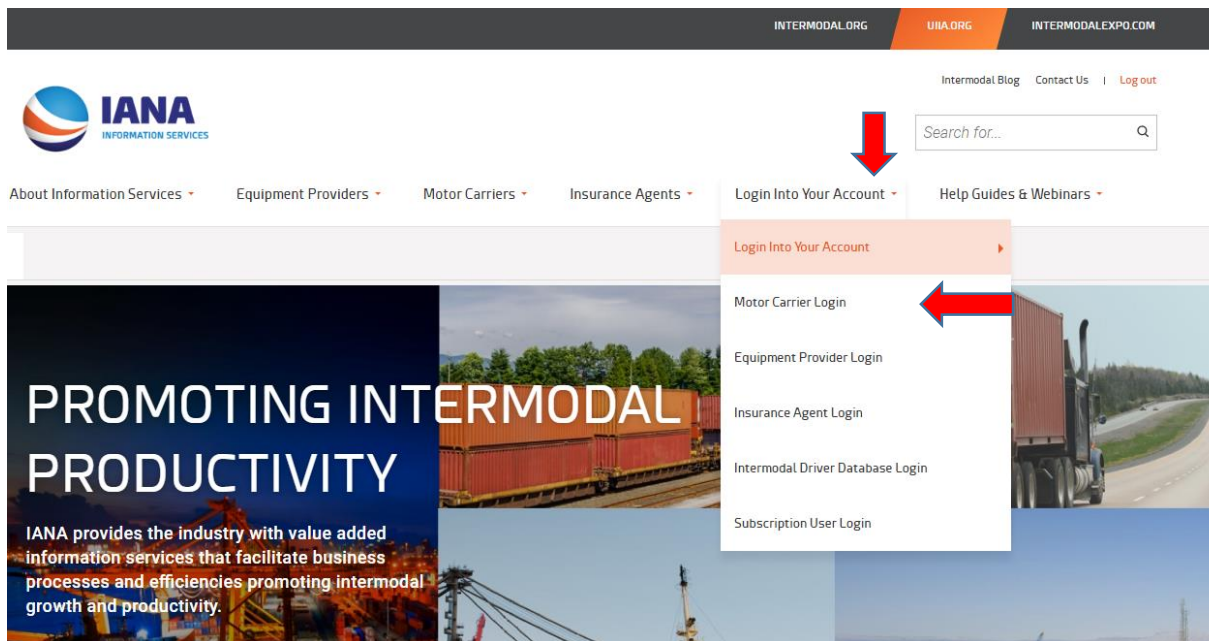 INTERMODAL.ORG UIIA.ORG INTERMODALEXPO.COM
Intermodal Blog Contact Us | Log out
IANA
INFORMATION SERVICES
Search for...
About Information Services Equipment Providers Motor Carriers Insurance Agents Login Into Your Account Help Guides & Webinars
Login Into Your Account
Motor Carrier Login
Equipment Provider Login
Insurance Agent Login
Intermodal Driver Database Login
Subscription User Login
PROMOTING INTERMODAL
PRODUCTIVITY
IANA provides the industry with value added
information services that facilitate business
processes and efficiencies promoting intermodal
growth and productivity.